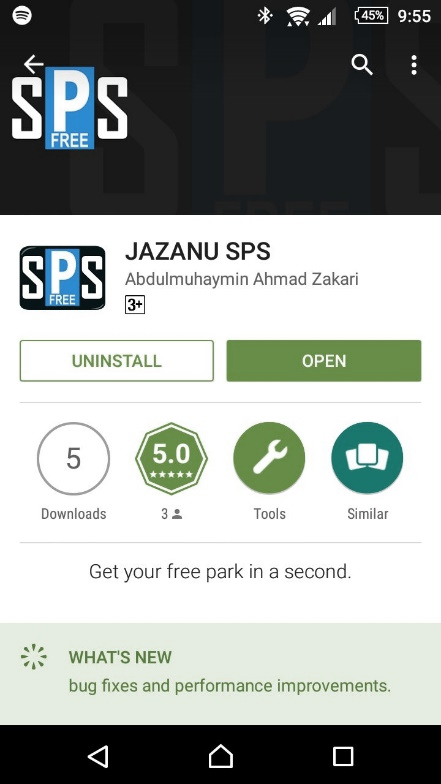 45% 9:55
SPS
FREE
SPS
FREE
JAZANU SPS
Abdulmuhaymin Ahmad Zakari
3+
UNINSTALL
OPEN
5
5.0
Downloads
3
Tools
Similar
Get your free park in a second.
WHAT'S NEW
bug fixes and performance improvements.